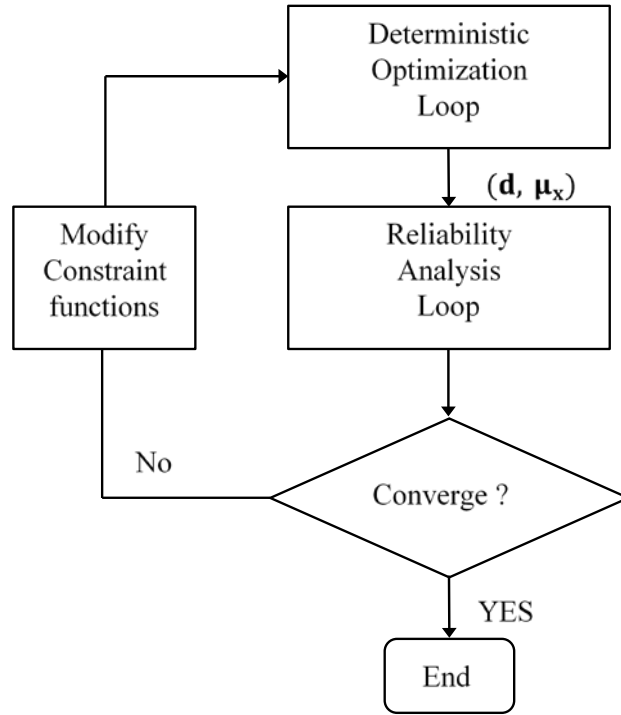 Deterministic
Optimization
Loop
(d, μₓ)
Modify
Constraint
functions
Reliability
Analysis
Loop
No
Converge ?
YES
End